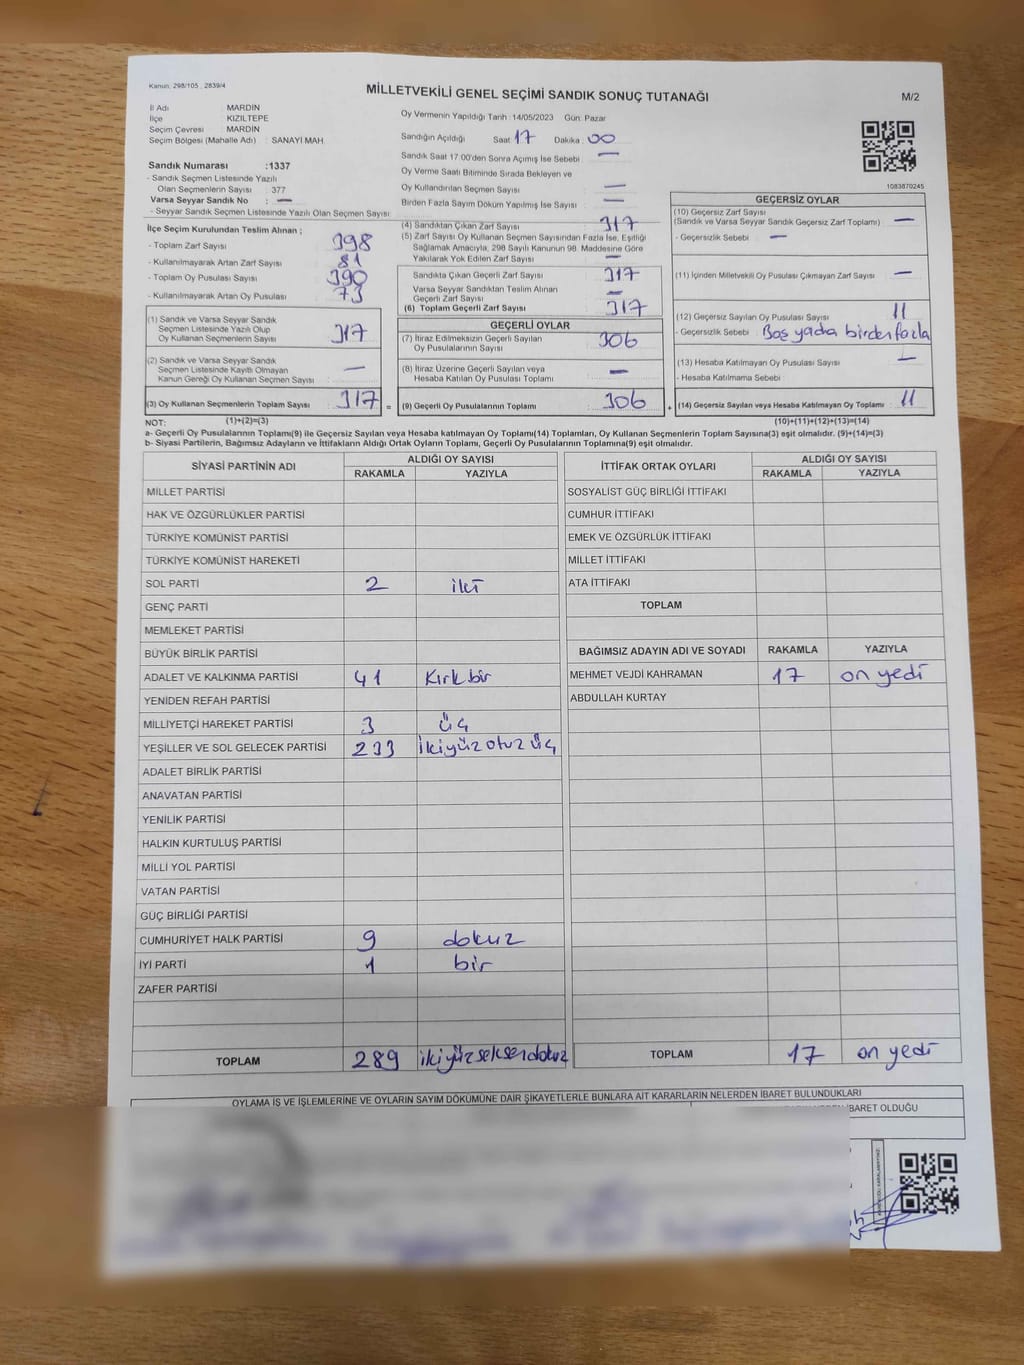 Kanun: 298/105 , 2839/4
MİLLETVEKİLİ GENEL SEÇİMİ SANDIK SONUÇ TUTANAĞI
M/2
İl Adı MARDİN
İlçe KIZILTEPE
Seçim Çevresi MARDİN
Seçim Bölgesi (Mahalle Adı) : SANAYİ MAH.
Sandık Numarası :1337
- Sandık Seçmen Listesinde Yazılı
Olan Seçmenlerin Sayısı : 377
Varsa Seyyar Sandık No : —
- Seyyar Sandık Seçmen Listesinde Yazılı Olan Seçmen Sayısı
Oy Vermenin Yapıldığı Tarih :14/05/2023 Gün: Pazar
Sandığın Açıldığı Saat: 17 Dakika: 00
Sandık Saat 17:00'den Sonra Açımış İse Sebebi : —
Oy Verme Saati Bitiminde Sırada Bekleyen ve
Oy Kullandırılan Seçmen Sayısı : —
Birden Fazla Sayım Döküm Yapılmış İse Sayısı : —
1083870245
İlçe Seçim Kurulundan Teslim Alınan ;
- Toplam Zarf Sayısı : 398
- Kullanılmayarak Artan Zarf Sayısı : 81
- Toplam Oy Pusulası Sayısı : 390
- Kullanılmayarak Artan Oy Pusulası : 73
(1) Sandık ve Varsa Seyyar Sandık
Seçmen Listesinde Yazılı Olup
Oy Kullanan Seçmenlerin Sayısı : 317
(2) Sandık ve Varsa Seyyar Sandık
Seçmen Listesinde Kayıtlı Olmayan
Kanun Gereği Oy Kullanan Seçmen Sayısı : —
(3) Oy Kullanan Seçmenlerin Toplam Sayısı : 317 =
(4) Sandıktan Çıkan Zarf Sayısı : 317
(5) Zarf Sayısı Oy Kullanan Seçmen Sayısından Fazla İse, Eşitliği
Sağlamak Amacıyla, 298 Sayılı Kanunun 98. Maddesine Göre
Yakılarak Yok Edilen Zarf Sayısı : —
Sandıkta Çıkan Geçerli Zarf Sayısı : 317
Varsa Seyyar Sandıktan Teslim Alınan
Geçerli Zarf Sayısı : —
(6) Toplam Geçerli Zarf Sayısı : 317
GEÇERLİ OYLAR
(7) İtiraz Edilmeksizin Geçerli Sayılan
Oy Pusulalarının Sayısı : 306
(8) İtiraz Üzerine Geçerli Sayılan veya
Hesaba Katılan Oy Pusulası Toplamı : —
(9) Geçerli Oy Pusulalarının Toplamı : 306 +
GEÇERSİZ OYLAR
(10) Geçersiz Zarf Sayısı
(Sandık ve Varsa Seyyar Sandık Geçersiz Zarf Toplamı) : —
- Geçersizlik Sebebi : —
(11) İçinden Milletvekili Oy Pusulası Çıkmayan Zarf Sayısı : —
(12) Geçersiz Sayılan Oy Pusulası Sayısı : 11
- Geçersizlik Sebebi : Boş yada birden fazla
(13) Hesaba Katılmayan Oy Pusulası Sayısı : —
- Hesaba Katılmama Sebebi :
(14) Geçersiz Sayılan veya Hesaba Katılmayan Oy Toplamı : 11
NOT: (1)+(2)=(3) (10)+(11)+(12)+(13)=(14)
a- Geçerli Oy Pusulalarının Toplamı(9) ile Geçersiz Sayılan veya Hesaba Katılmayan Oy Toplamı(14) Toplamları, Oy Kullanan Seçmenlerin Toplam Sayısına(3) eşit olmalıdır. (9)+(14)=(3)
b- Siyasi Partilerin, Bağımsız Adayların ve İttifakların Aldığı Ortak Oyların Toplamı, Geçerli Oy Pusulalarının Toplamına(9) eşit olmalıdır.
SİYASİ PARTİNİN ADI ALDIĞI OY SAYISI
RAKAMLA YAZIYLA
MİLLET PARTİSİ
HAK VE ÖZGÜRLÜKLER PARTİSİ
TÜRKİYE KOMÜNİST PARTİSİ
TÜRKİYE KOMÜNİST HAREKETİ
SOL PARTİ 2 iki
GENÇ PARTİ
MEMLEKET PARTİSİ
BÜYÜK BİRLİK PARTİSİ
ADALET VE KALKINMA PARTİSİ 41 Kırk bir
YENİDEN REFAH PARTİSİ
MİLLİYETÇİ HAREKET PARTİSİ 3 üç
YEŞİLLER VE SOL GELECEK PARTİSİ 233 İkiyüz otuz üç
ADALET BİRLİK PARTİSİ
ANAVATAN PARTİSİ
YENİLİK PARTİSİ
HALKIN KURTULUŞ PARTİSİ
MİLLİ YOL PARTİSİ
VATAN PARTİSİ
GÜÇ BİRLİĞİ PARTİSİ
CUMHURİYET HALK PARTİSİ 9 dokuz
İYİ PARTİ 1 bir
ZAFER PARTİSİ
TOPLAM 289 ikiyüz seksen dokuz
İTTİFAK ORTAK OYLARI ALDIĞI OY SAYISI
RAKAMLA YAZIYLA
SOSYALİST GÜÇ BİRLİĞİ İTTİFAKI
CUMHUR İTTİFAKI
EMEK VE ÖZGÜRLÜK İTTİFAKI
MİLLET İTTİFAKI
ATA İTTİFAKI
TOPLAM
BAĞIMSIZ ADAYIN ADI VE SOYADI RAKAMLA YAZIYLA
MEHMET VEJDİ KAHRAMAN 17 on yedi
ABDULLAH KURTAY
TOPLAM 17 on yedi
OYLAMA İŞ VE İŞLEMLERİNE VE OYLARIN SAYIM DÖKÜMÜNE DAİR ŞİKAYETLERLE BUNLARA AİT KARARLARIN NELERDEN İBARET BULUNDUKLARI
İBARET OLDUĞU